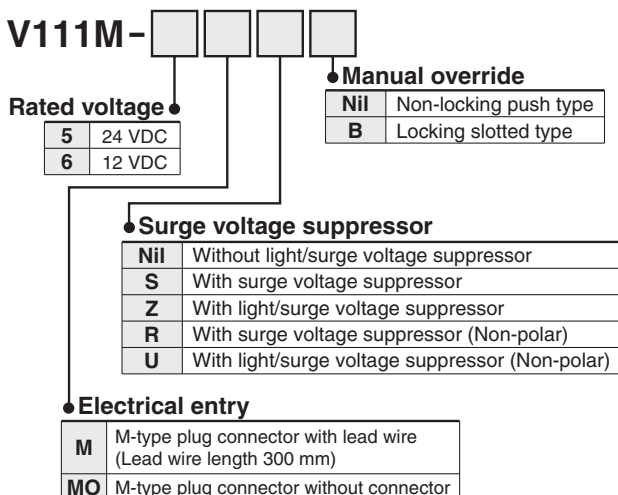 V111M-
Manual override
Nil Non-locking push type
B Locking slotted type
Rated voltage
5 24 VDC
6 12 VDC
Surge voltage suppressor
Nil Without light/surge voltage suppressor
S With surge voltage suppressor
Z With light/surge voltage suppressor
R With surge voltage suppressor (Non-polar)
U With light/surge voltage suppressor (Non-polar)
Electrical entry
M M-type plug connector with lead wire
(Lead wire length 300 mm)
MO M-type plug connector without connector